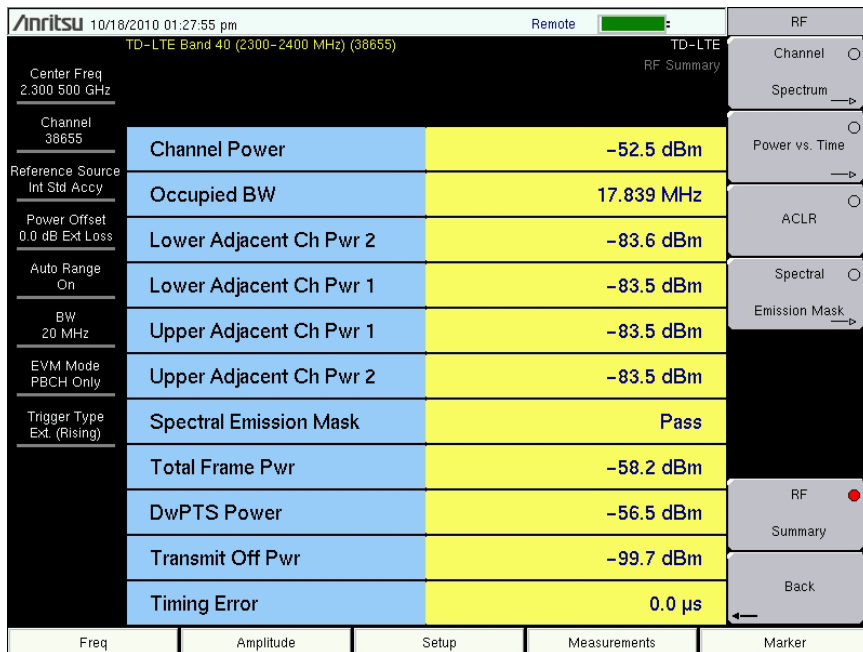 Anritsu 10/18/2010 01:27:55 pm
Remote
TD-LTE Band 40 (2300-2400 MHz) (38655)
TD-LTE
RF Summary
Center Freq
2.300 500 GHz
Channel
38655
Reference Source
Int Std Accy
Power Offset
0.0 dB Ext Loss
Auto Range
On
BW
20 MHz
EVM Mode
PBCH Only
Trigger Type
Ext. (Rising)
Channel Power -52.5 dBm
Occupied BW 17.839 MHz
Lower Adjacent Ch Pwr 2 -83.6 dBm
Lower Adjacent Ch Pwr 1 -83.5 dBm
Upper Adjacent Ch Pwr 1 -83.5 dBm
Upper Adjacent Ch Pwr 2 -83.5 dBm
Spectral Emission Mask Pass
Total Frame Pwr -58.2 dBm
DwPTS Power -56.5 dBm
Transmit Off Pwr -99.7 dBm
Timing Error 0.0 µs
RF
Channel
Spectrum
Power vs. Time
ACLR
Spectral
Emission Mask
RF
Summary
Back
Freq
Amplitude
Setup
Measurements
Marker